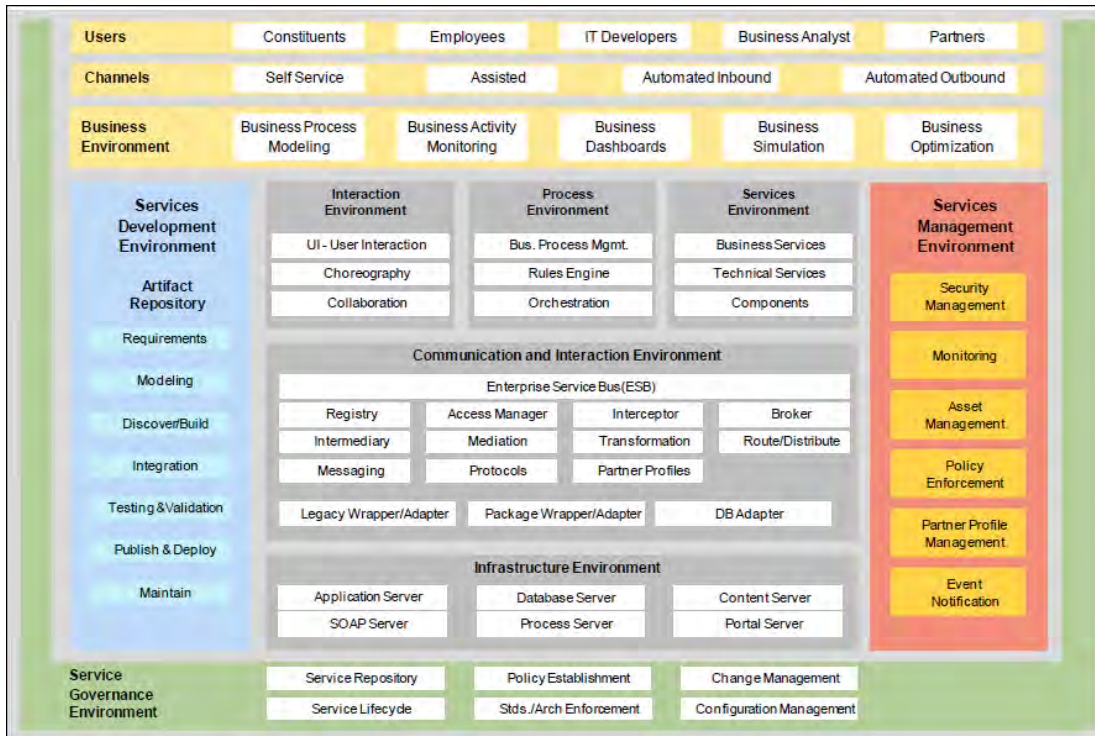 Users
Constituents
Employees
IT Developers
Business Analyst
Partners
Channels
Self Service
Assisted
Automated Inbound
Automated Outbound
Business
Environment
Business Process
Modeling
Business Activity
Monitoring
Business
Dashboards
Business
Simulation
Business
Optimization
Services
Development
Environment
Artifact
Repository
Requirements
Modeling
Discover/Build
Integration
Testing & Validation
Publish & Deploy
Maintain
Interaction
Environment
UI - User Interaction
Choreography
Collaboration
Process
Environment
Bus. Process Mgmt.
Rules Engine
Orchestration
Services
Environment
Business Services
Technical Services
Components
Communication and Interaction Environment
Enterprise Service Bus(ESB)
Registry
Access Manager
Interceptor
Broker
Intermediary
Mediation
Transformation
Route/Distribute
Messaging
Protocols
Partner Profiles
Legacy Wrapper/Adapter
Package Wrapper/Adapter
DB Adapter
Infrastructure Environment
Application Server
Database Server
Content Server
SOAP Server
Process Server
Portal Server
Services
Management
Environment
Security
Management
Monitoring
Asset
Management
Policy
Enforcement
Partner Profile
Management
Event
Notification
Service
Governance
Environment
Service Repository
Policy Establishment
Change Management
Service Lifecycle
Stds./Arch Enforcement
Configuration Management